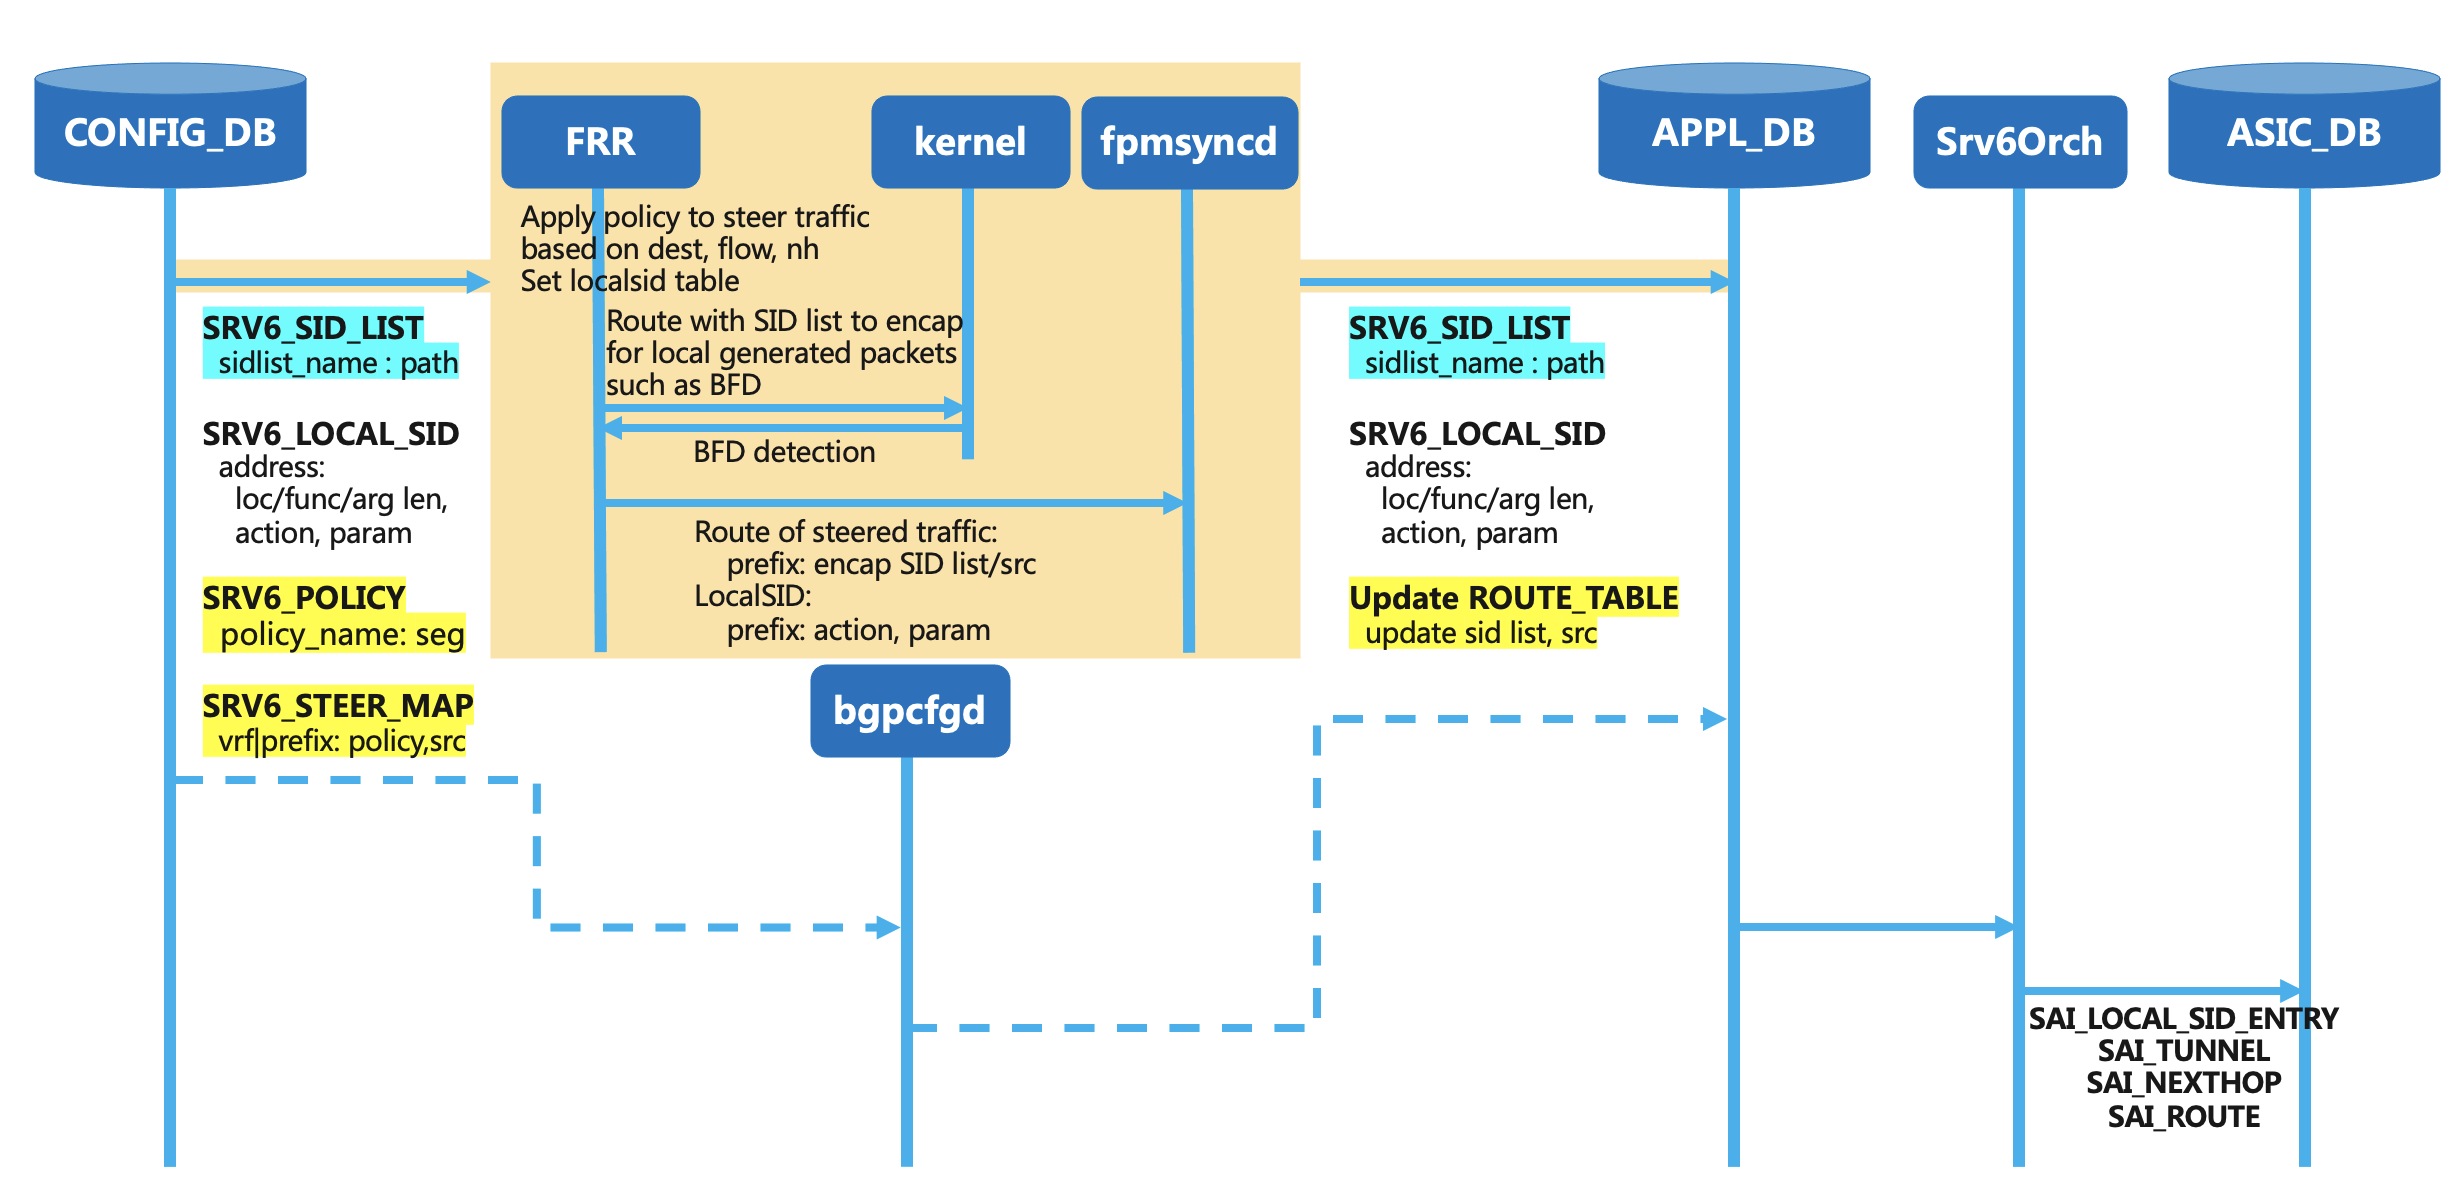 CONFIG_DB
FRR
kernel
fpmsyncd
APPL_DB
Srv6Orch
ASIC_DB
Apply policy to steer traffic
based on dest, flow, nh
Set localsid table
Route with SID list to encap
for local generated packets
such as BFD
BFD detection
Route of steered traffic:
prefix: encap SID list/src
LocalSID:
prefix: action, param
SRV6_SID_LIST
sidlist_name : path
SRV6_LOCAL_SID
address:
loc/func/arg len,
action, param
SRV6_POLICY
policy_name: seg
SRV6_STEER_MAP
vrf|prefix: policy,src
bgpcfgd
SRV6_SID_LIST
sidlist_name : path
SRV6_LOCAL_SID
address:
loc/func/arg len,
action, param
Update ROUTE_TABLE
update sid list, src
SAI_LOCAL_SID_ENTRY
SAI_TUNNEL
SAI_NEXTHOP
SAI_ROUTE